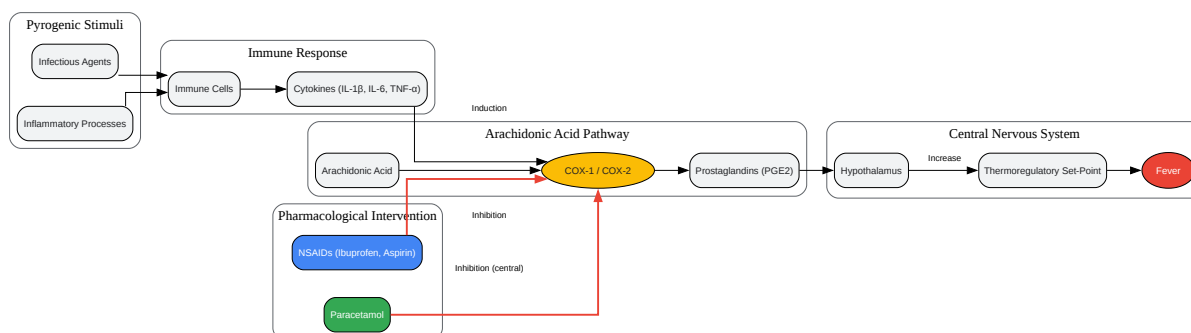 Pyrogenic Stimuli
Infectious Agents
Inflammatory Processes
Immune Response
Immune Cells
Cytokines (IL-1β, IL-6, TNF-α)
Induction
Arachidonic Acid Pathway
Arachidonic Acid
COX-1 / COX-2
Prostaglandins (PGE2)
Central Nervous System
Hypothalamus
Increase
Thermoregulatory Set-Point
Fever
Pharmacological Intervention
Inhibition
NSAIDs (Ibuprofen, Aspirin)
Inhibition (central)
Paracetamol